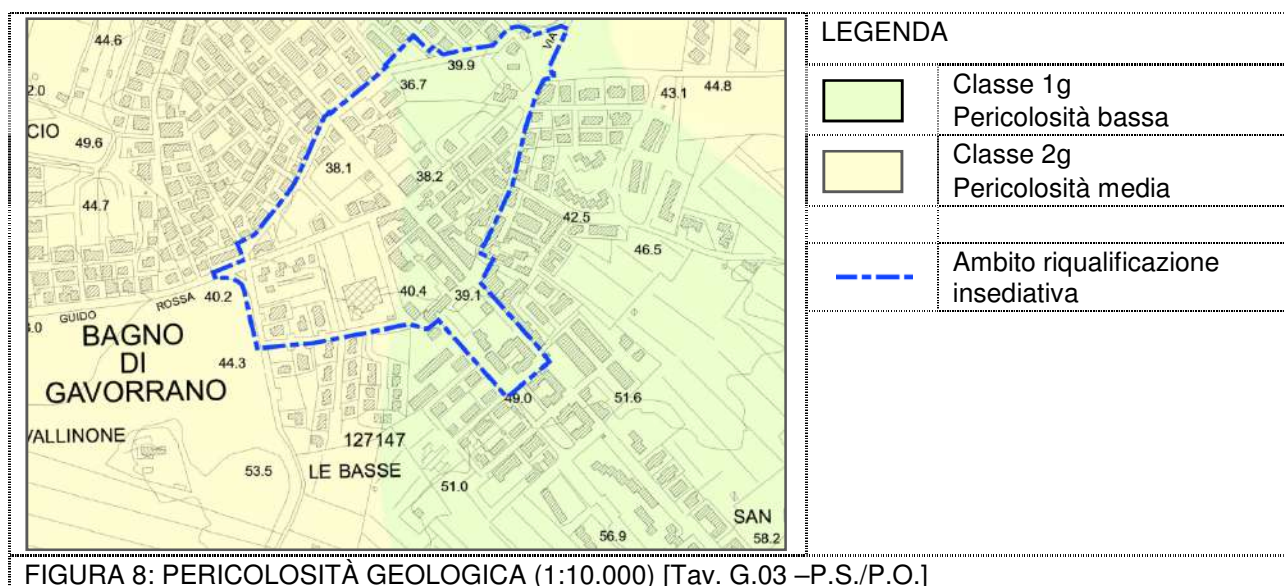 44.6
VIA
39.9
36.7
44.8
43.1
2.0
CIO
49.6
38.1
38.2
44.7
42.5
46.5
40.2
ROSSA
GUIDO
40.4
39.1
BAGNO
DI
GAVORRANO
44.3
49.0
51.6
VALLINONE
127147
53.5
LE BASSE
51.0
SAN
56.9
58.2
LEGENDA
Classe 1g
Pericolosità bassa
Classe 2g
Pericolosità media
Ambito riqualificazione
insediativa
FIGURA 8: PERICOLOSITÀ GEOLOGICA (1:10.000) [Tav. G.03 –P.S./P.O.]